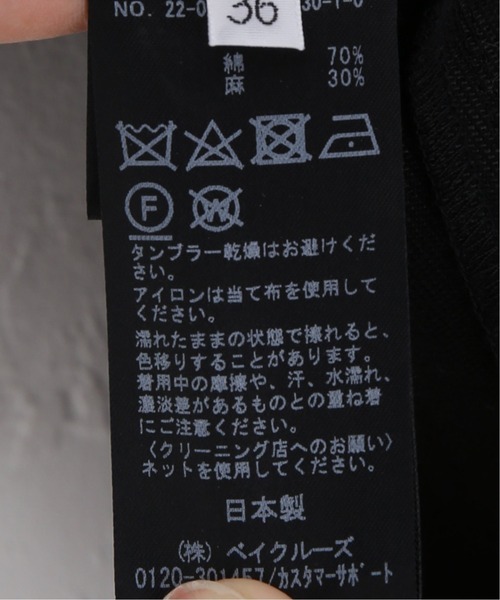 NO. 22-0
36
綿 70%
麻 30%
F W
タンブラー乾燥はお避けくだ
さい。
アイロンは当て布を使用して
ください。
濡れたままの状態で擦れると、
色移りすることがあります。
着用中の摩擦や、汗、水濡れ、
濃淡差があるものとの重ね着
にご注意ください。
〈クリーニング店へのお願い〉
ネットを使用してください。
日本製
(株) ベイクルーズ
0120-301457/カスタマーサポート